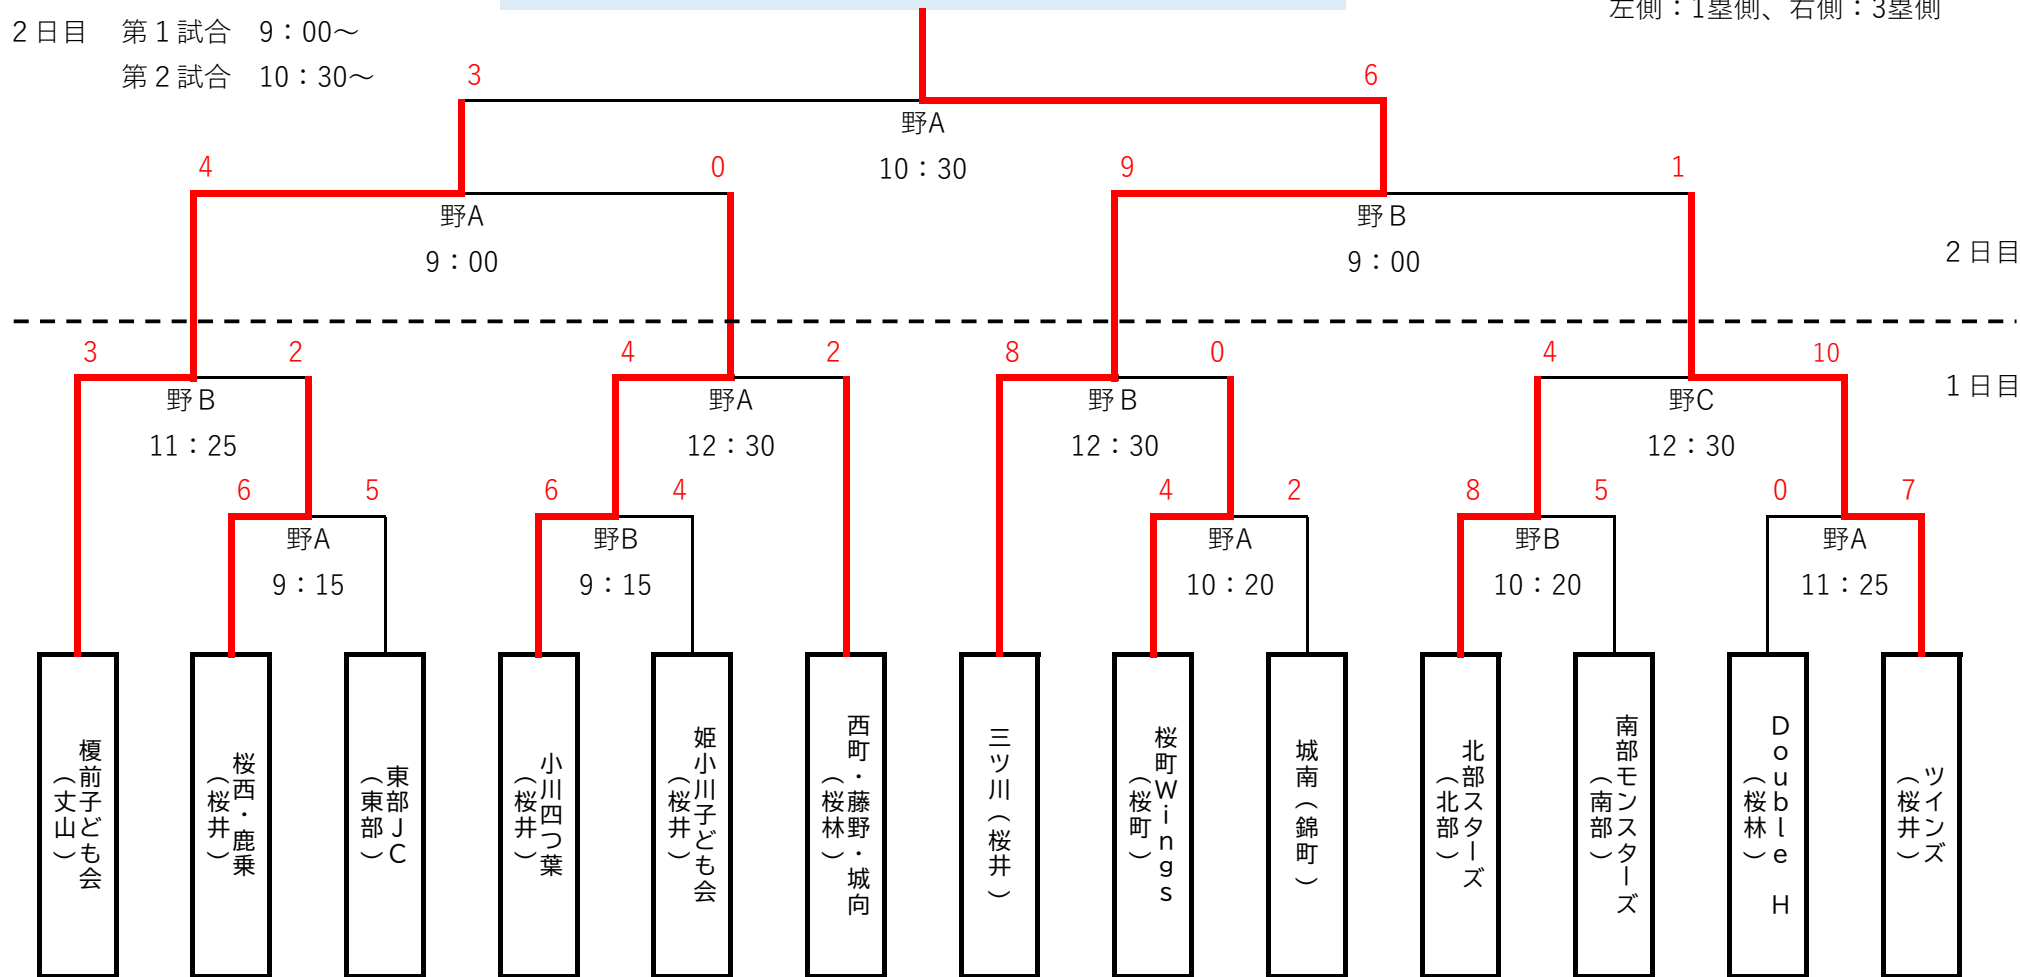 左側：1塁側、右側：3塁側
２日目　第１試合　9：00～
第２試合　10：30～
3
6
野A
10：30
4
0
9
1
野A
9：00
野Ｂ
9：00
２日目
3
2
4
2
8
0
4
10
１日目
野Ｂ
11：25
野A
12：30
野Ｂ
12：30
野C
12：30
6
5
6
4
4
2
8
5
0
7
野A
9：15
野B
9：15
野A
10：20
野B
10：20
野A
11：25
榎前子ども会
（丈山）
桜西・鹿乗
（桜井）
東部ＪＣ
（東部）
小川四つ葉
（桜井）
姫小川子ども会
（桜井）
西町・藤野・城向
（桜林）
三ツ川（桜井）
桜町Ｗｉｎｇｓ
（桜町）
城南（錦町）
北部スターズ
（北部）
南部モンスターズ
（南部）
Ｄｏｕｂｌｅ　Ｈ
（桜林）
ツインズ
（桜井）